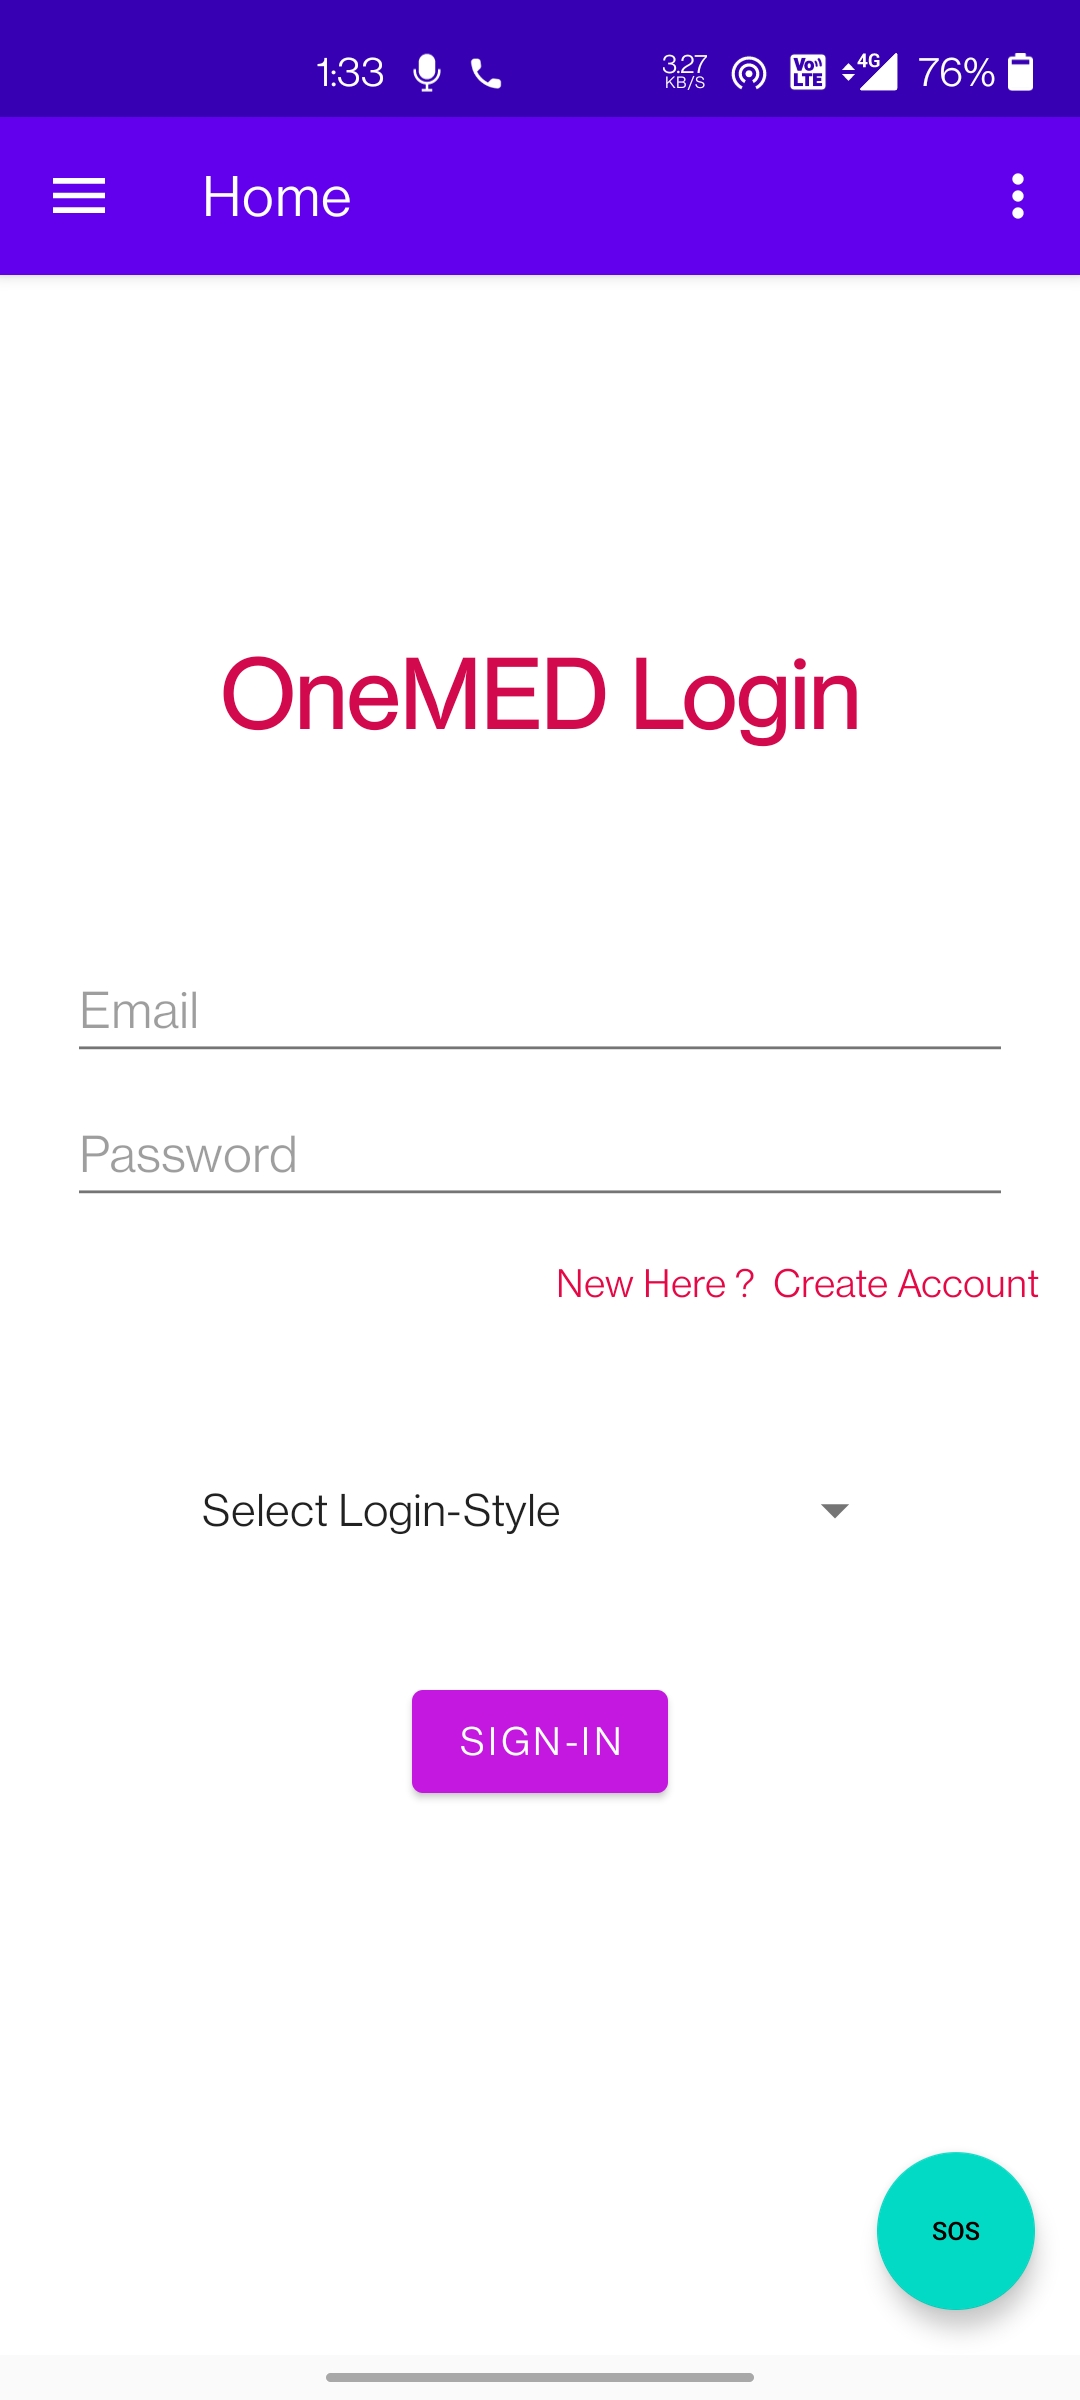 1:33 3.27 KB/S VoLTE 4G 76%
Home
OneMED Login
Email
Password
New Here ? Create Account
Select Login-Style
SIGN-IN
SOS